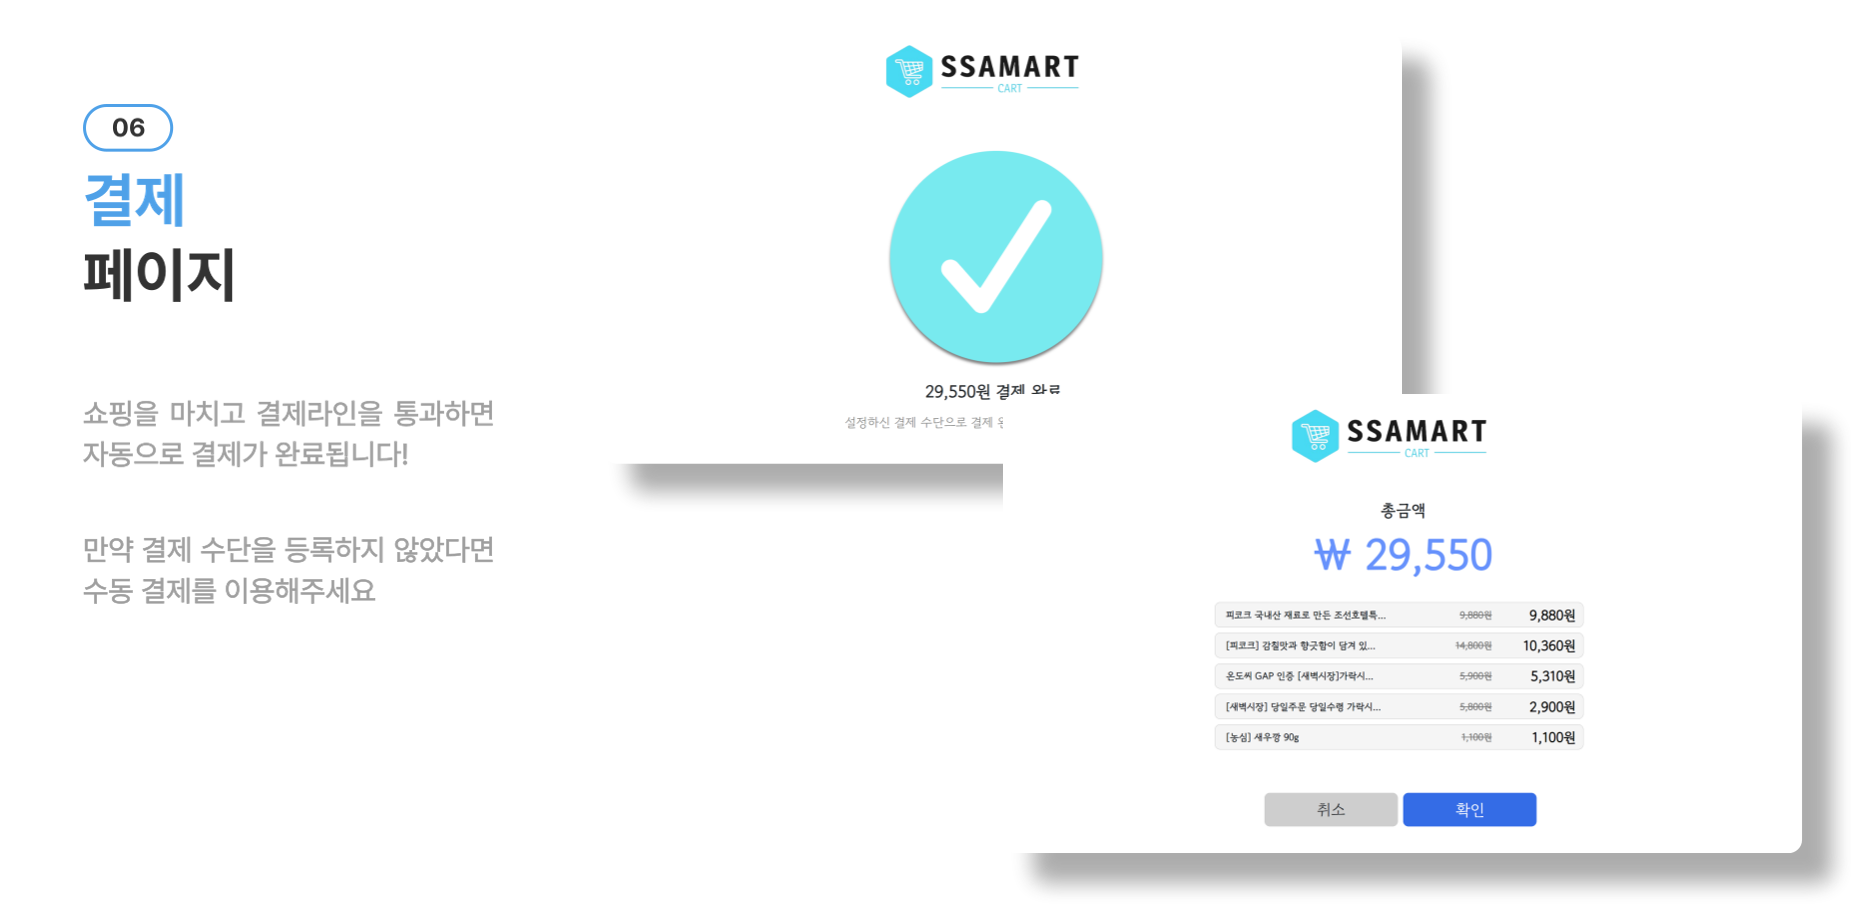 06
결제
페이지
쇼핑을 마치고 결제라인을 통과하면
자동으로 결제가 완료됩니다!
만약 결제 수단을 등록하지 않았다면
수동 결제를 이용해주세요
SSAMART
CART
29,550원 결제 완료
설정하신 결제 수단으로 결제
SSAMART
CART
총금액
₩ 29,550
피코크 국내산 재료로 만든 조선호텔특... 9,880원 9,880원
[피코크] 감칠맛과 향긋함이 담겨 있... 14,800원 10,360원
온도씨 GAP 인증 [새벽시장]가락시... 5,900원 5,310원
[새벽시장] 당일주문 당일수령 가락시... 5,800원 2,900원
[농심] 새우깡 90g 1,100원 1,100원
취소 확인